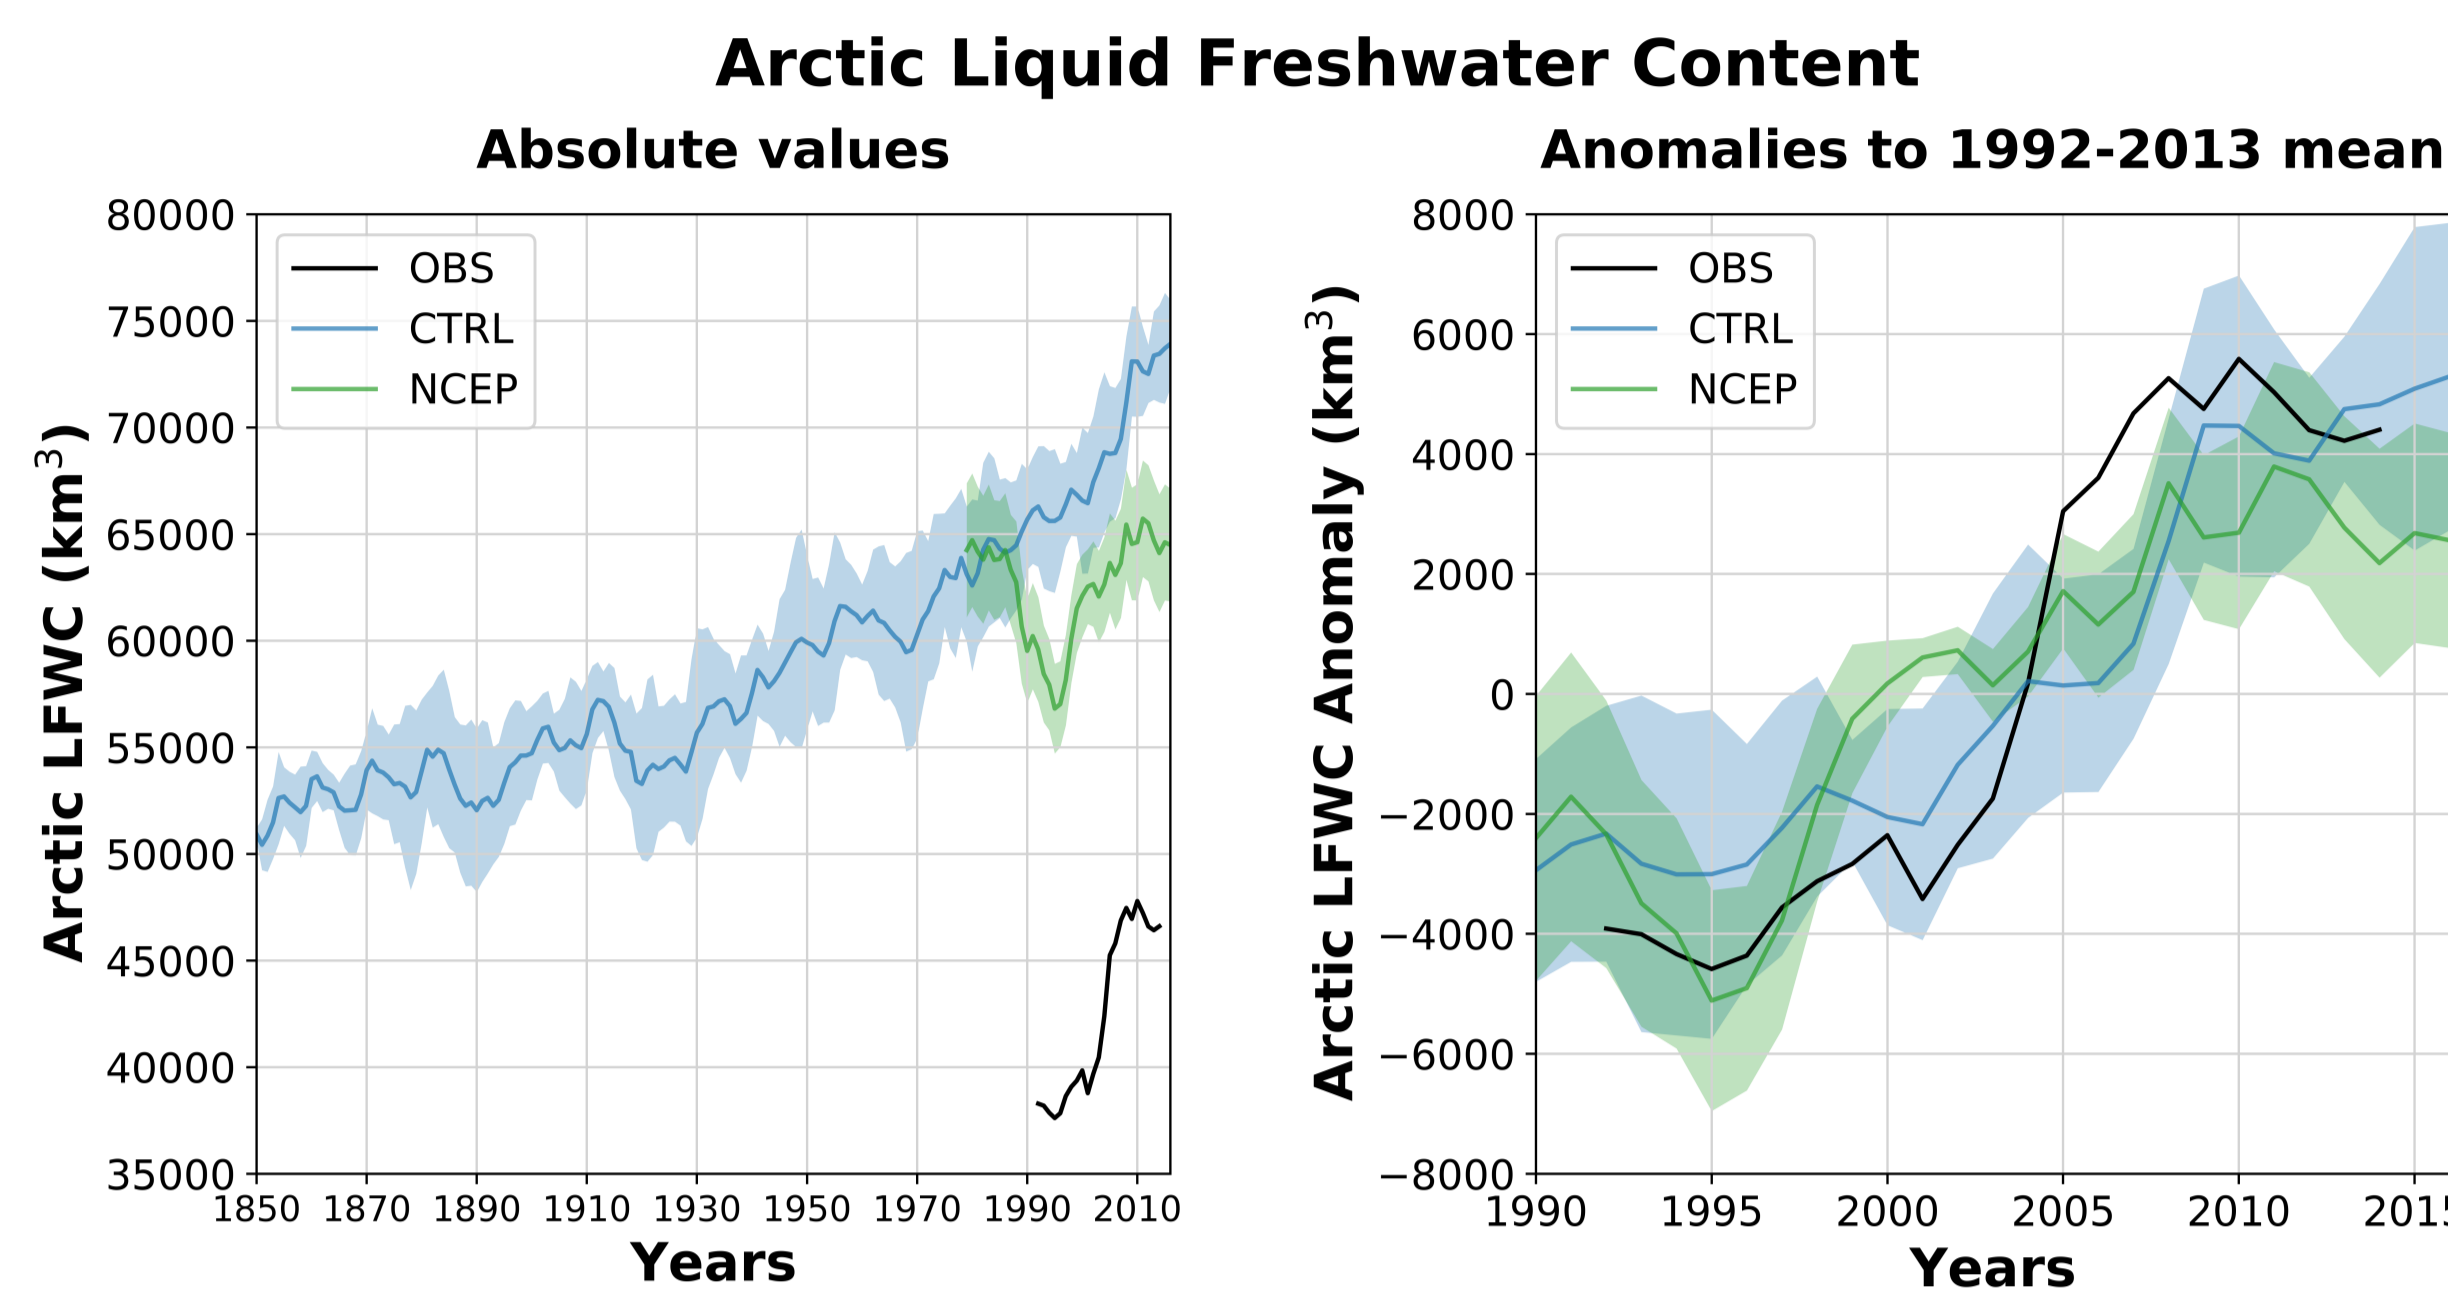 Arctic Liquid Freshwater Content
Absolute values
Arctic LFWC (km³)
80000
75000
70000
65000
60000
55000
50000
45000
40000
35000
OBS
CTRL
NCEP
1850 1870 1890 1910 1930 1950 1970 1990 2010
Years
Anomalies to 1992-2013 mean
Arctic LFWC Anomaly (km³)
8000
6000
4000
2000
0
−2000
−4000
−6000
−8000
OBS
CTRL
NCEP
1990 1995 2000 2005 2010 2015
Years